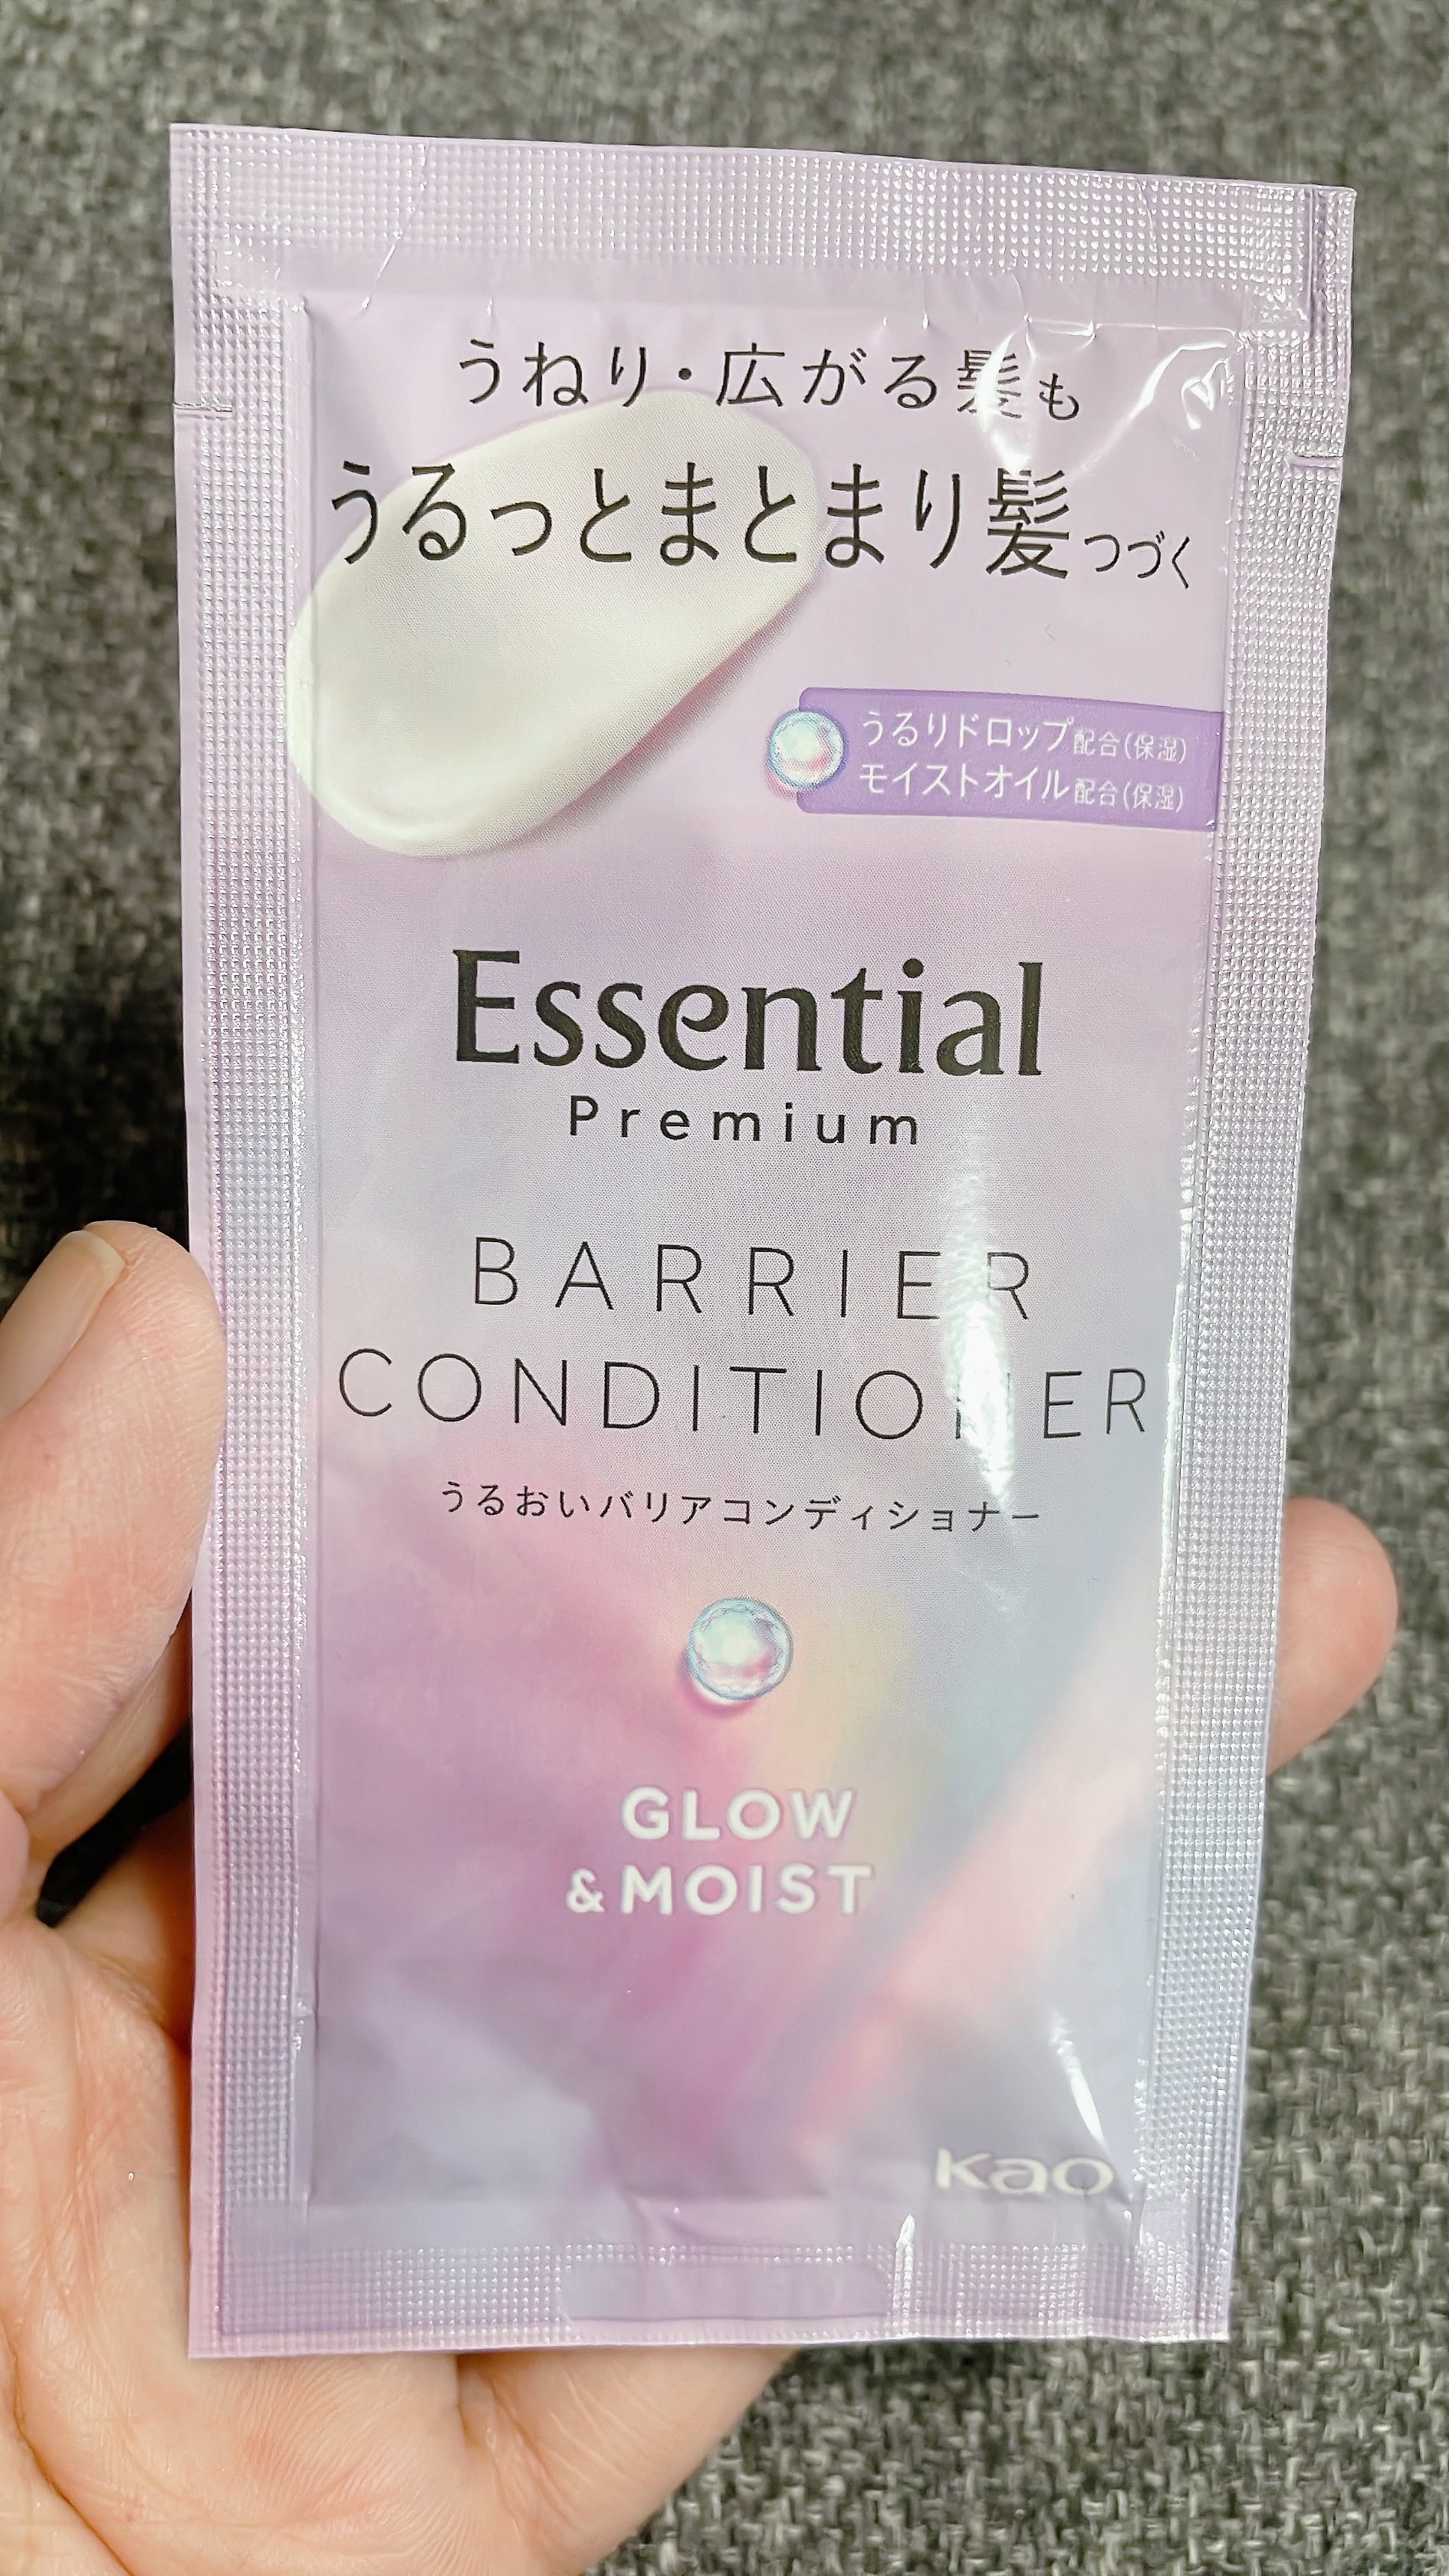 うねり・広がる髪も
うるっとまとまり髪つづく
うるりドロップ配合(保湿)
モイストオイル配合(保湿)
Essential
Premium
BARRIER
CONDITIONER
うるおいバリアコンディショナー
GLOW
&MOIST
Kao